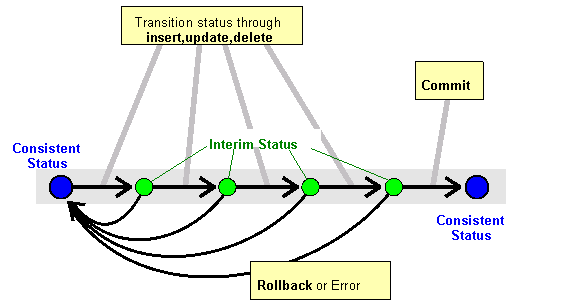 Transition status through
insert,update,delete
Commit
Consistent
Status
Interim Status
Consistent
Status
Rollback or Error